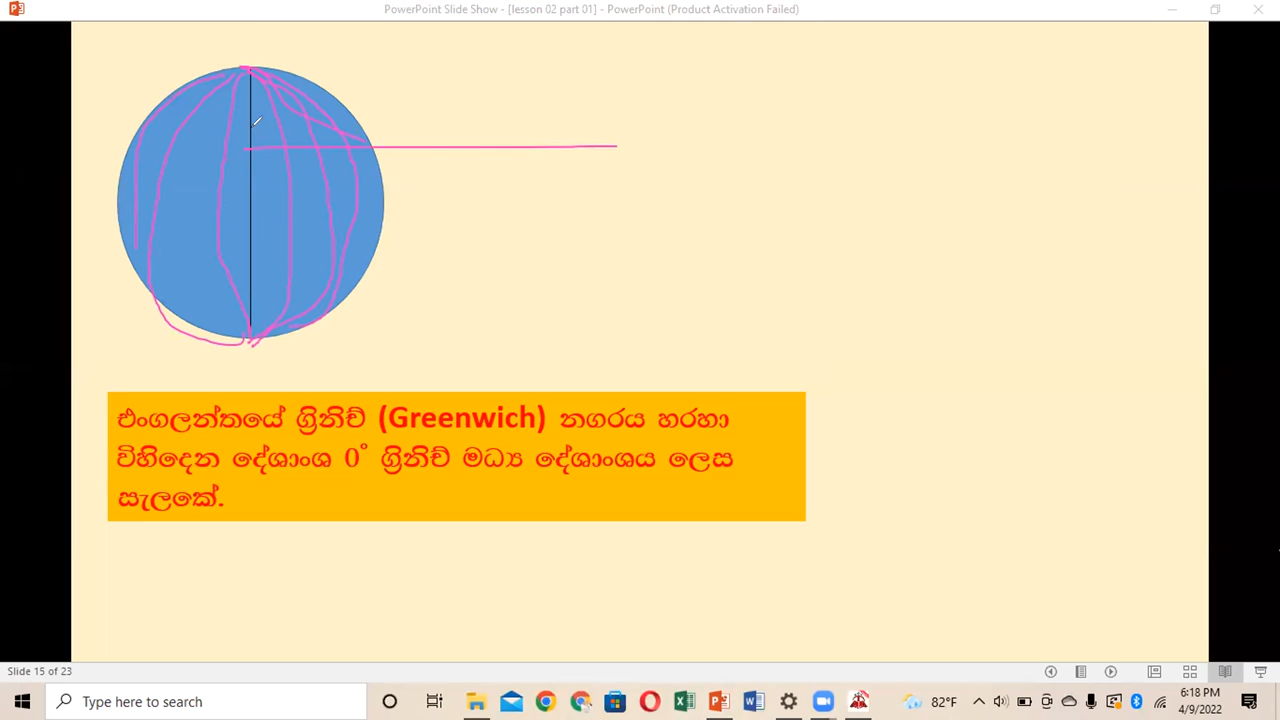 PowerPoint Slide Show - [lesson 02 part 01] - PowerPoint (Product Activation Failed)
එංගලන්තයේ ග්‍රිනිච් (Greenwich) නගරය හරහා
විහිදෙන දේශාංශ 0° ග්‍රිනිච් මධ්‍ය දේශාංශය ලෙස
සැලකේ.
Slide 15 of 23
Type here to search
82°F
6:18 PM
4/9/2022